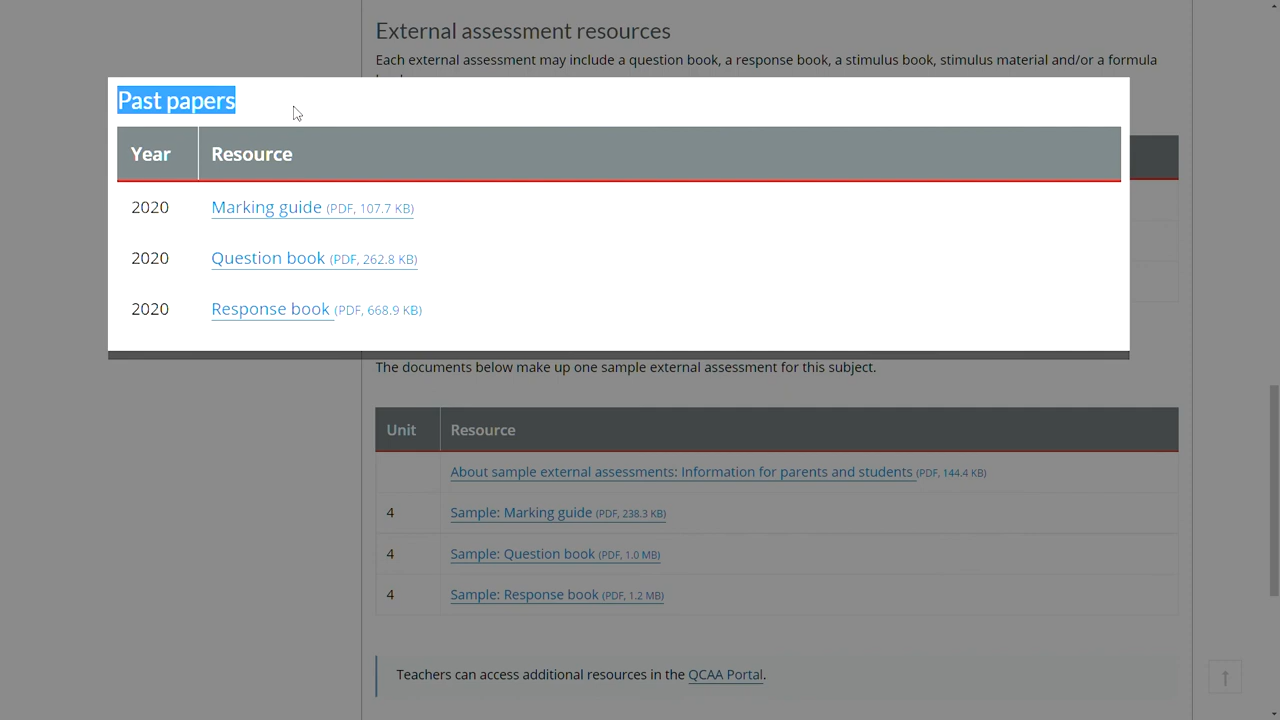 External assessment resources
Each external assessment may include a question book, a response book, a stimulus book, stimulus material and/or a formula
Past papers
Year Resource
2020 Marking guide (PDF, 107.7 KB)
2020 Question book (PDF, 262.8 KB)
2020 Response book (PDF, 668.9 KB)
The documents below make up one sample external assessment for this subject.
Unit Resource
About sample external assessments: Information for parents and students (PDF, 144.4 KB)
4 Sample: Marking guide (PDF, 238.3 KB)
4 Sample: Question book (PDF, 1.0 MB)
4 Sample: Response book (PDF, 1.2 MB)
Teachers can access additional resources in the QCAA Portal.